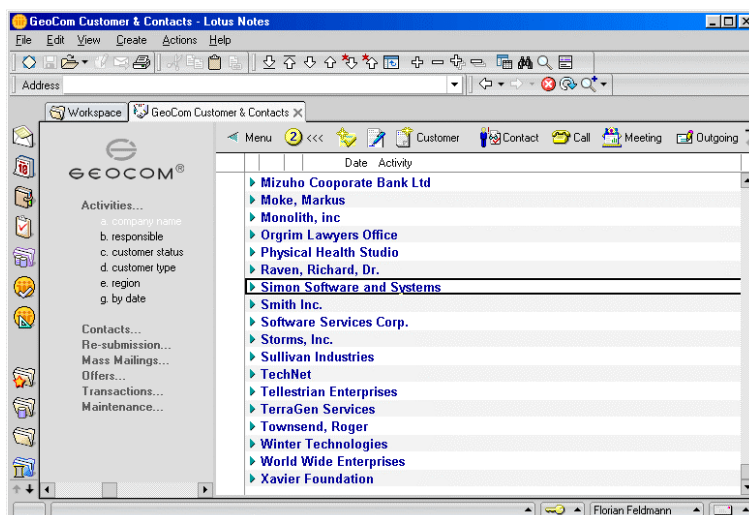 GeoCom Customer & Contacts - Lotus Notes
File Edit View Create Actions Help
Address
Workspace GeoCom Customer & Contacts
Menu 2 <<< Customer Contact Call Meeting Outgoing
Date Activity
GEOCOM®
Activities...
a. company name
b. responsible
c. customer status
d. customer type
e. region
g. by date
Contacts...
Re-submission...
Mass Mailings...
Offers...
Transactions...
Maintenance...
Mizuho Cooporate Bank Ltd
Moke, Markus
Monolith, inc
Orgrim Lawyers Office
Physical Health Studio
Raven, Richard, Dr.
Simon Software and Systems
Smith Inc.
Software Services Corp.
Storms, Inc.
Sullivan Industries
TechNet
Tellestrian Enterprises
TerraGen Services
Townsend, Roger
Winter Technologies
World Wide Enterprises
Xavier Foundation
Florian Feldmann